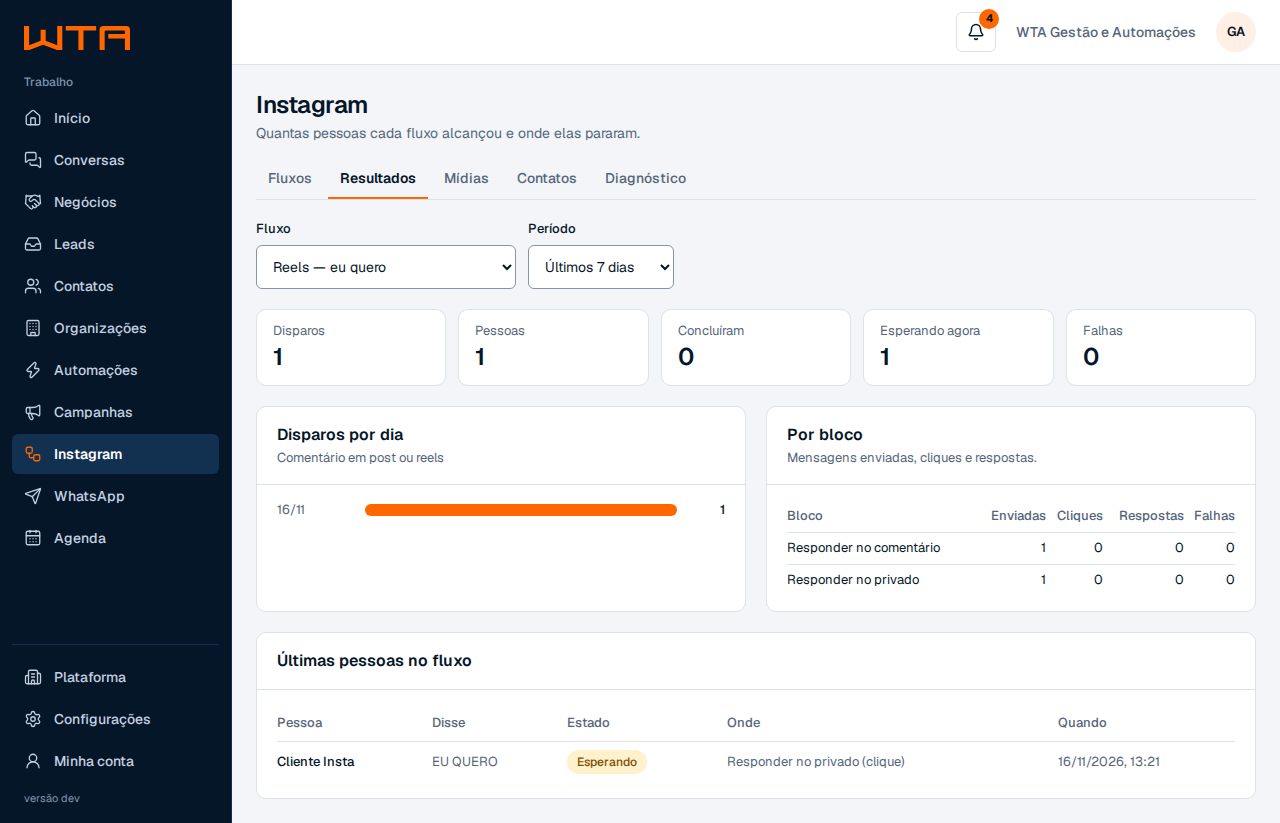 WTA
4
WTA Gestão e Automações
GA
Trabalho
Início
Conversas
Negócios
Leads
Contatos
Organizações
Automações
Campanhas
Instagram
WhatsApp
Agenda
Plataforma
Configurações
Minha conta
versão dev
Instagram
Quantas pessoas cada fluxo alcançou e onde elas pararam.
Fluxos Resultados Mídias Contatos Diagnóstico
Fluxo Período
Reels — eu quero Últimos 7 dias
Disparos Pessoas Concluíram Esperando agora Falhas
1 1 0 1 0
Disparos por dia
Comentário em post ou reels
16/11 1
Por bloco
Mensagens enviadas, cliques e respostas.
Bloco Enviadas Cliques Respostas Falhas
Responder no comentário 1 0 0 0
Responder no privado 1 0 0 0
Últimas pessoas no fluxo
Pessoa Disse Estado Onde Quando
Cliente Insta EU QUERO Esperando Responder no privado (clique) 16/11/2026, 13:21